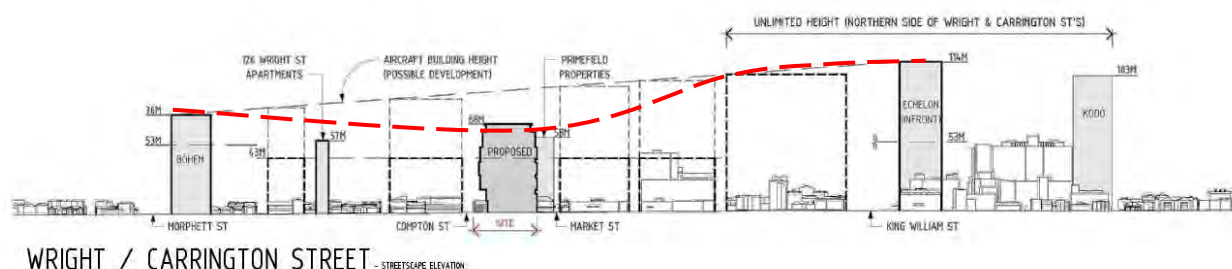 UNLIMITED HEIGHT (NORTHERN SIDE OF WRIGHT & CARRINGTON ST'S)
126 WRIGHT ST
APARTMENTS
AIRCRAFT BUILDING HEIGHT
(POSSIBLE DEVELOPMENT)
PRIMEFIELD
PROPERTIES
114M
103M
76M
68M
58M
57M
53M
53M
43M
BOHEM
PROPOSED
ECHELON
(INFRONT)
KODO
MORPHETT ST
COMPTON ST
SITE
MARKET ST
KING WILLIAM ST
WRIGHT / CARRINGTON STREET - STREETSCAPE ELEVATION